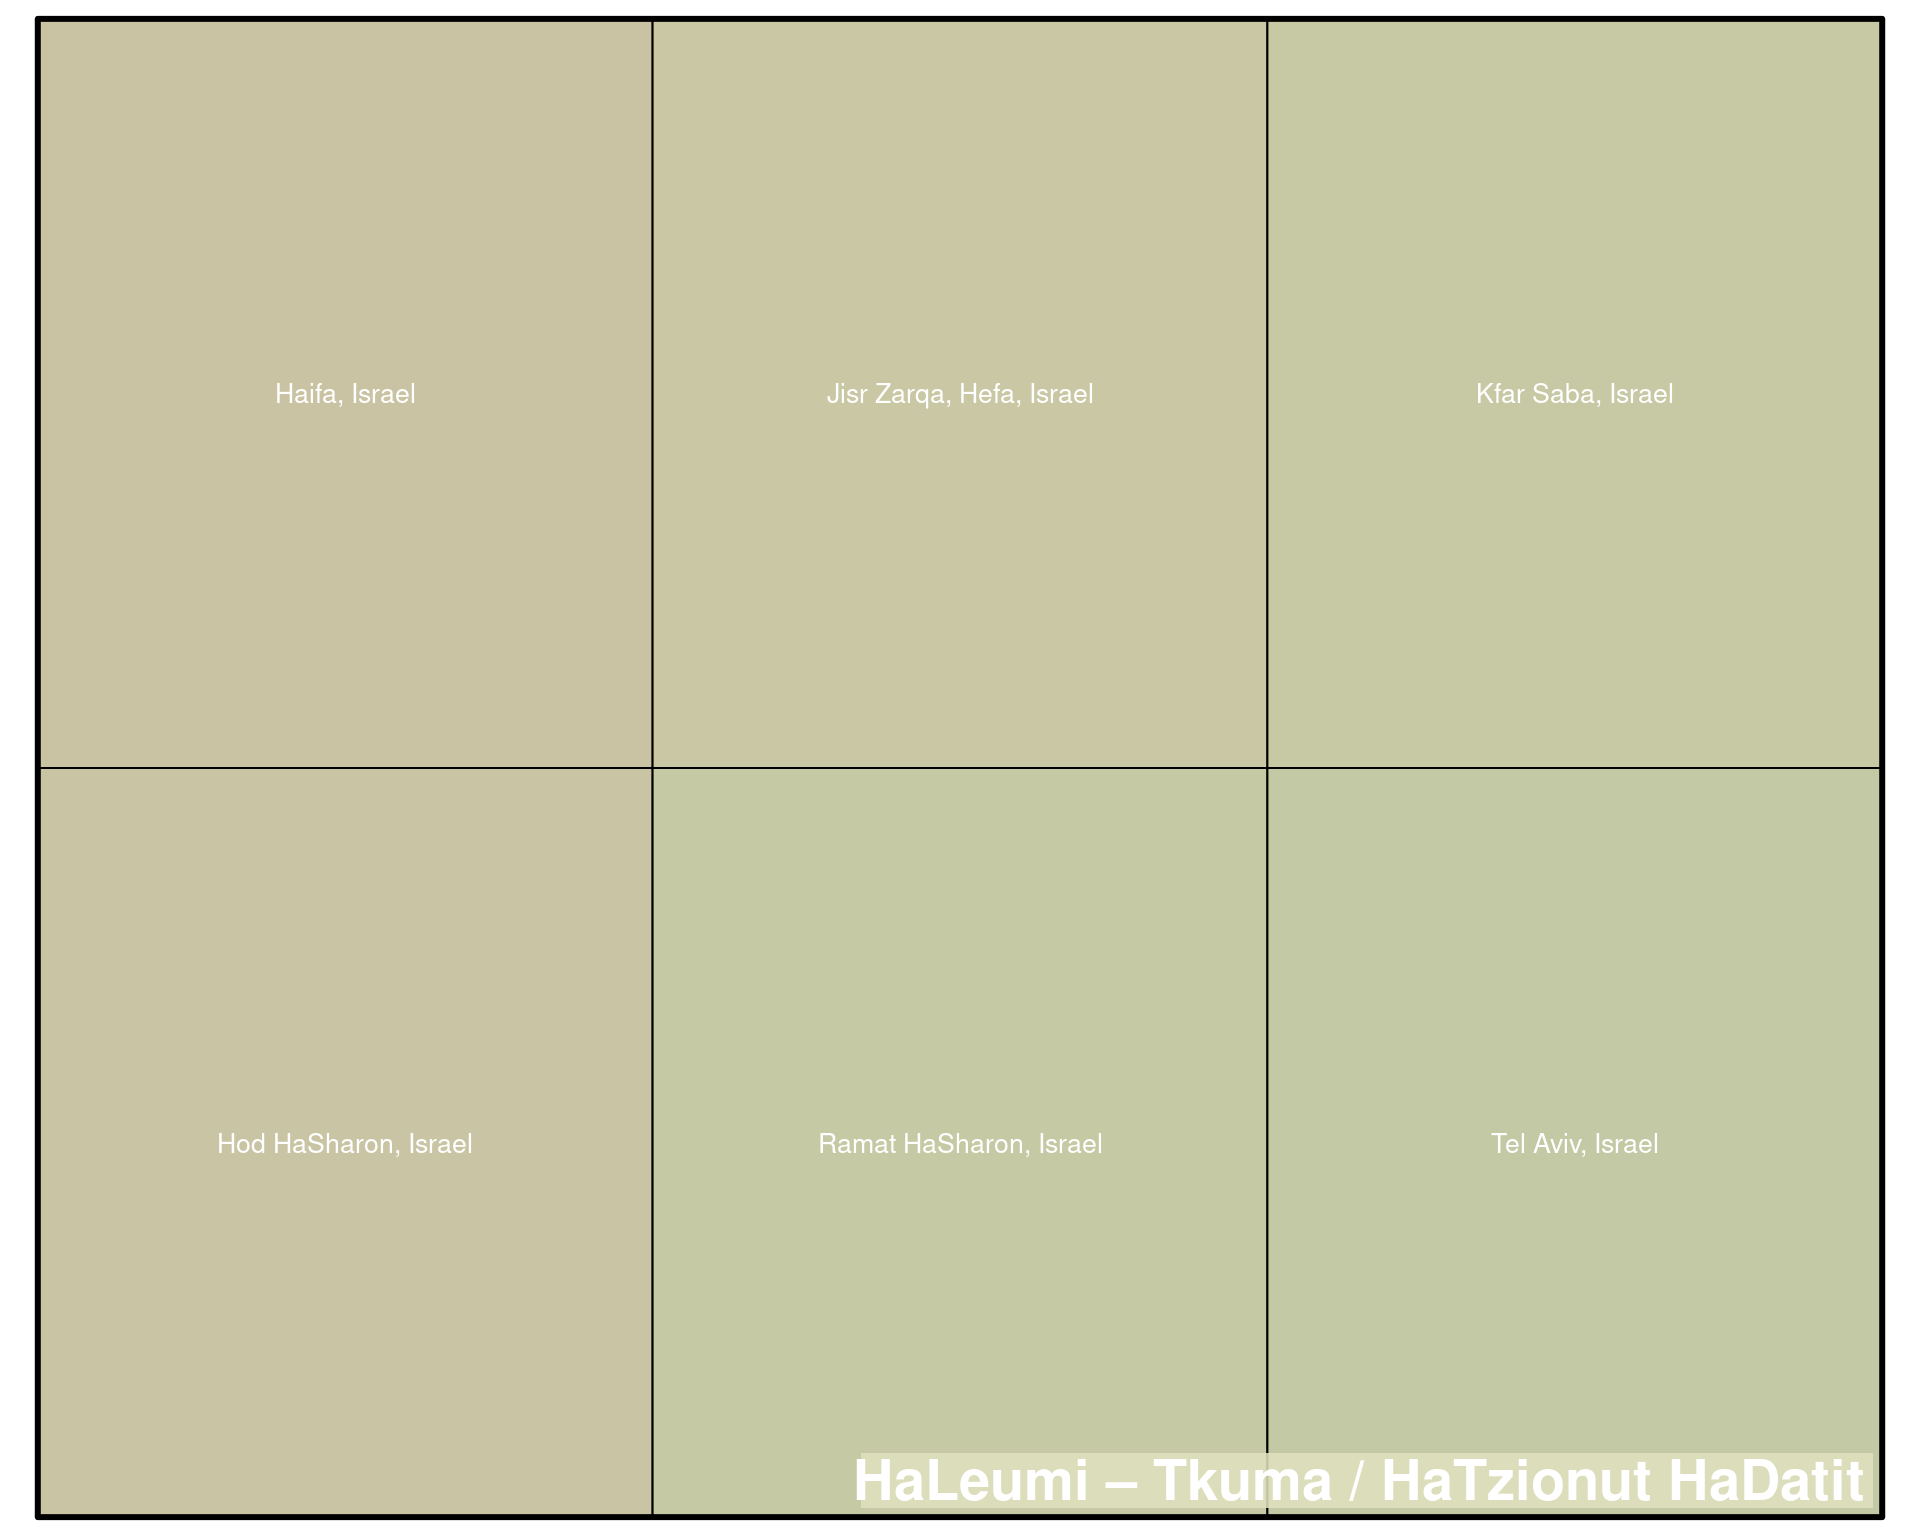 Haifa, Israel
Jisr Zarqa, Hefa, Israel
Kfar Saba, Israel
Hod HaSharon, Israel
Ramat HaSharon, Israel
Tel Aviv, Israel
HaLeumi – Tkuma / HaTzionut HaDatit